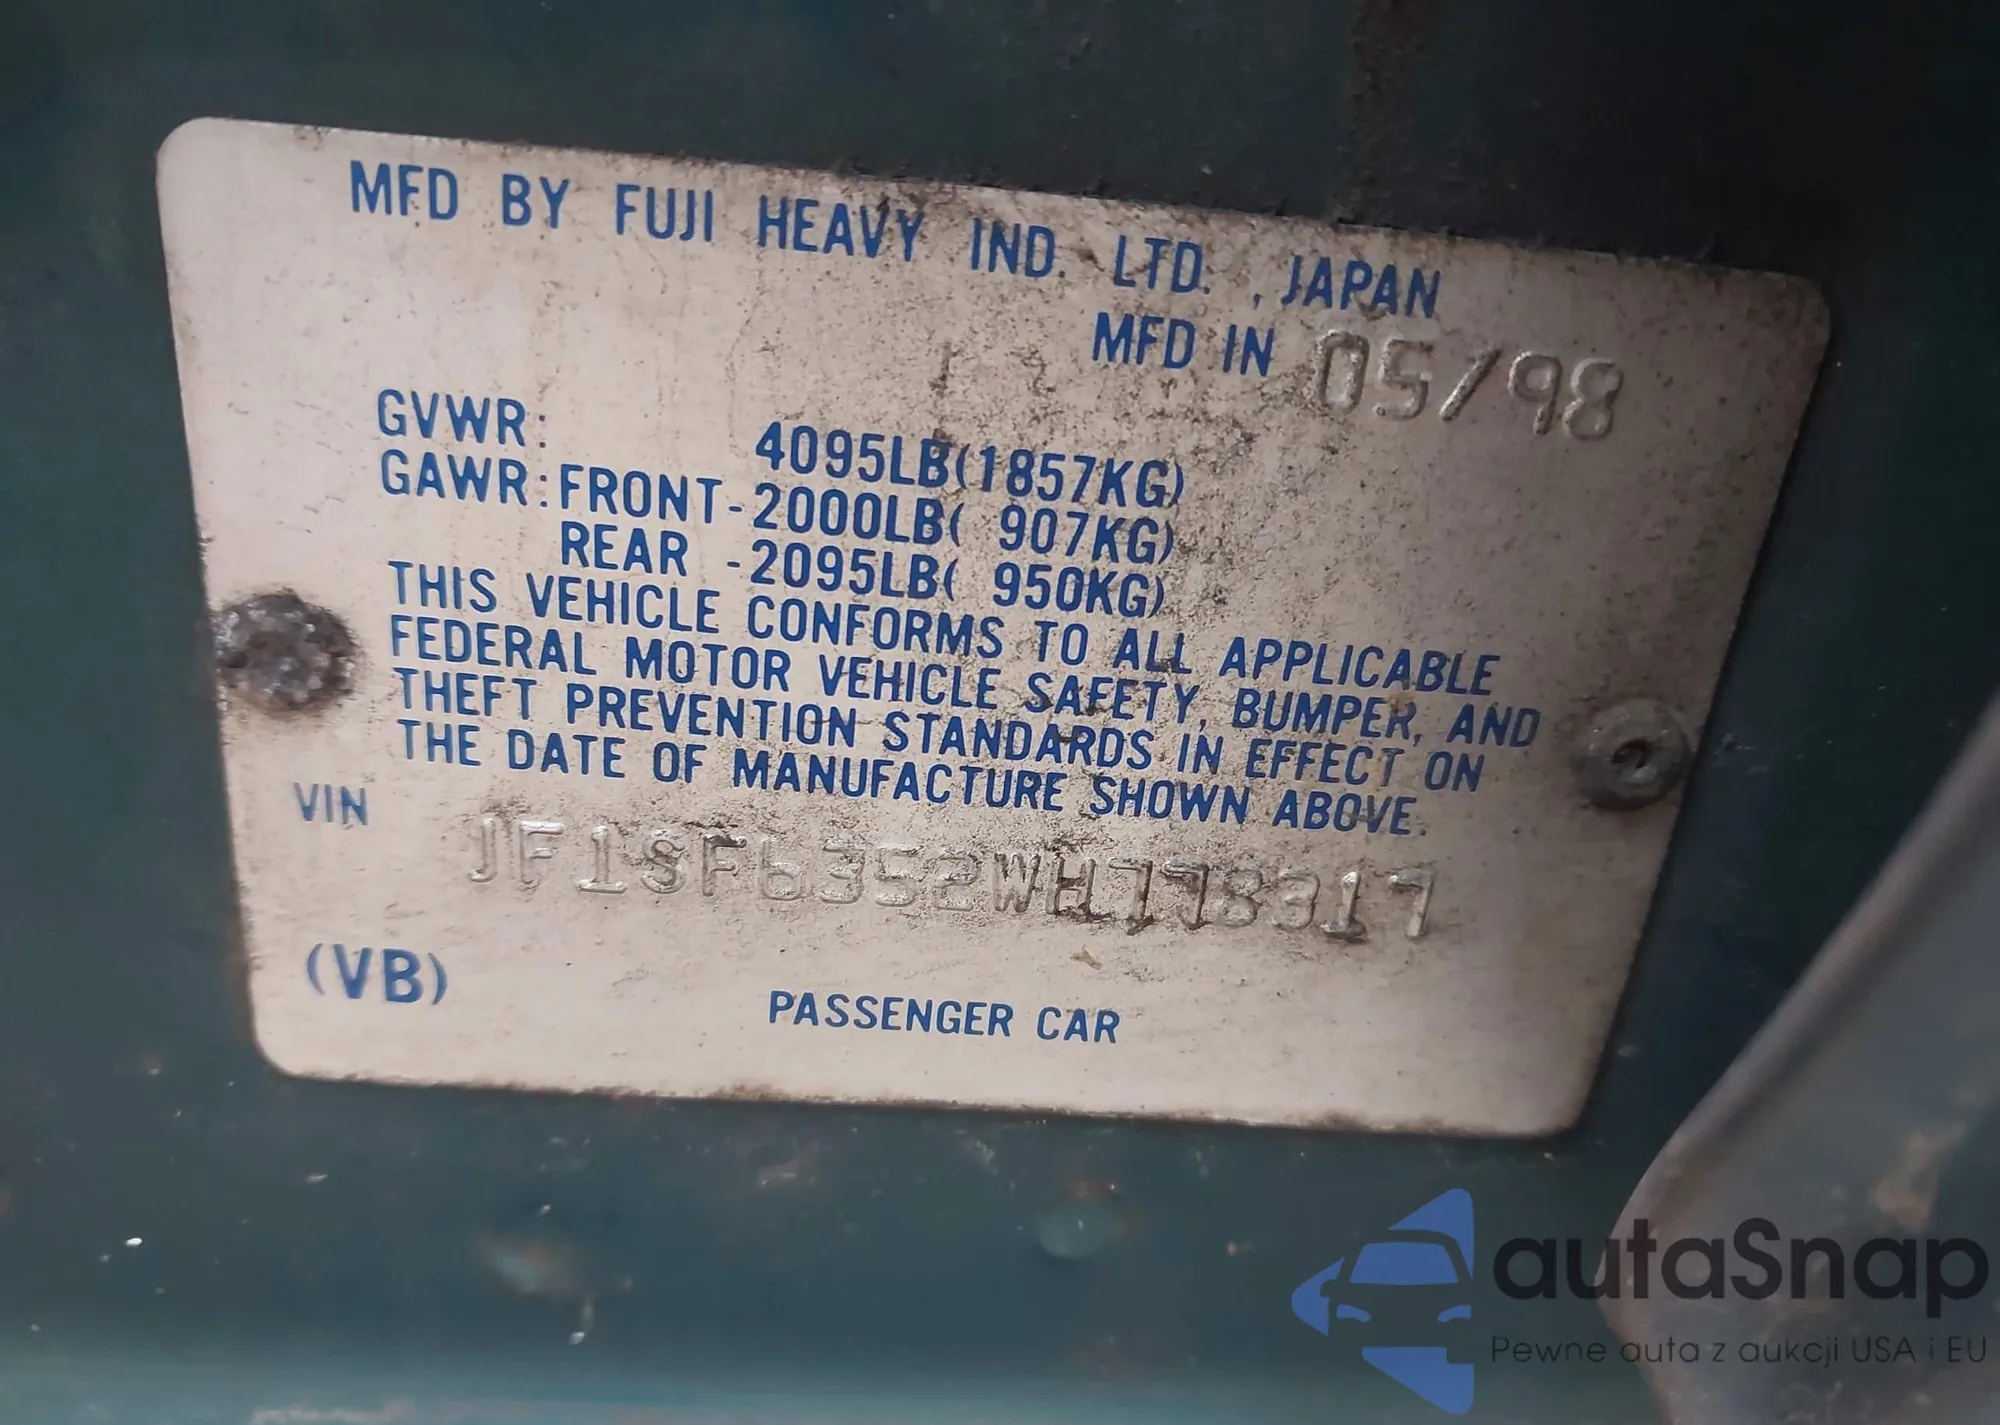 MFD BY FUJI HEAVY IND. LTD. , JAPAN
MFD IN 05/98
GVWR: 4095LB(1857KG)
GAWR: FRONT-2000LB( 907KG)
REAR -2095LB( 950KG)
THIS VEHICLE CONFORMS TO ALL APPLICABLE
FEDERAL MOTOR VEHICLE SAFETY, BUMPER, AND
THEFT PREVENTION STANDARDS IN EFFECT ON
THE DATE OF MANUFACTURE SHOWN ABOVE.
VIN JF1SF6352WH778317
(VB)
PASSENGER CAR
autaSnap
Pewne auta z aukcji USA i EU